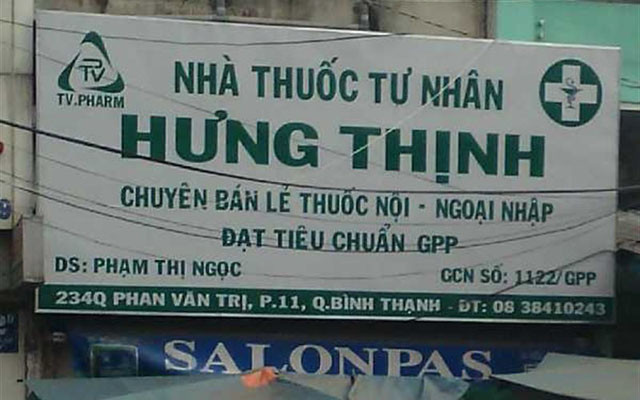 PTV
TV.PHARM
NHÀ THUỐC TƯ NHÂN
HƯNG THỊNH
CHUYÊN BÁN LẺ THUỐC NỘI - NGOẠI NHẬP
ĐẠT TIÊU CHUẨN GPP
DS: PHẠM THỊ NGỌC
GCN SỐ: 1122/GPP
234Q PHAN VĂN TRỊ, P.11, Q.BÌNH THẠNH - ĐT: 08 38410243
SALONPAS